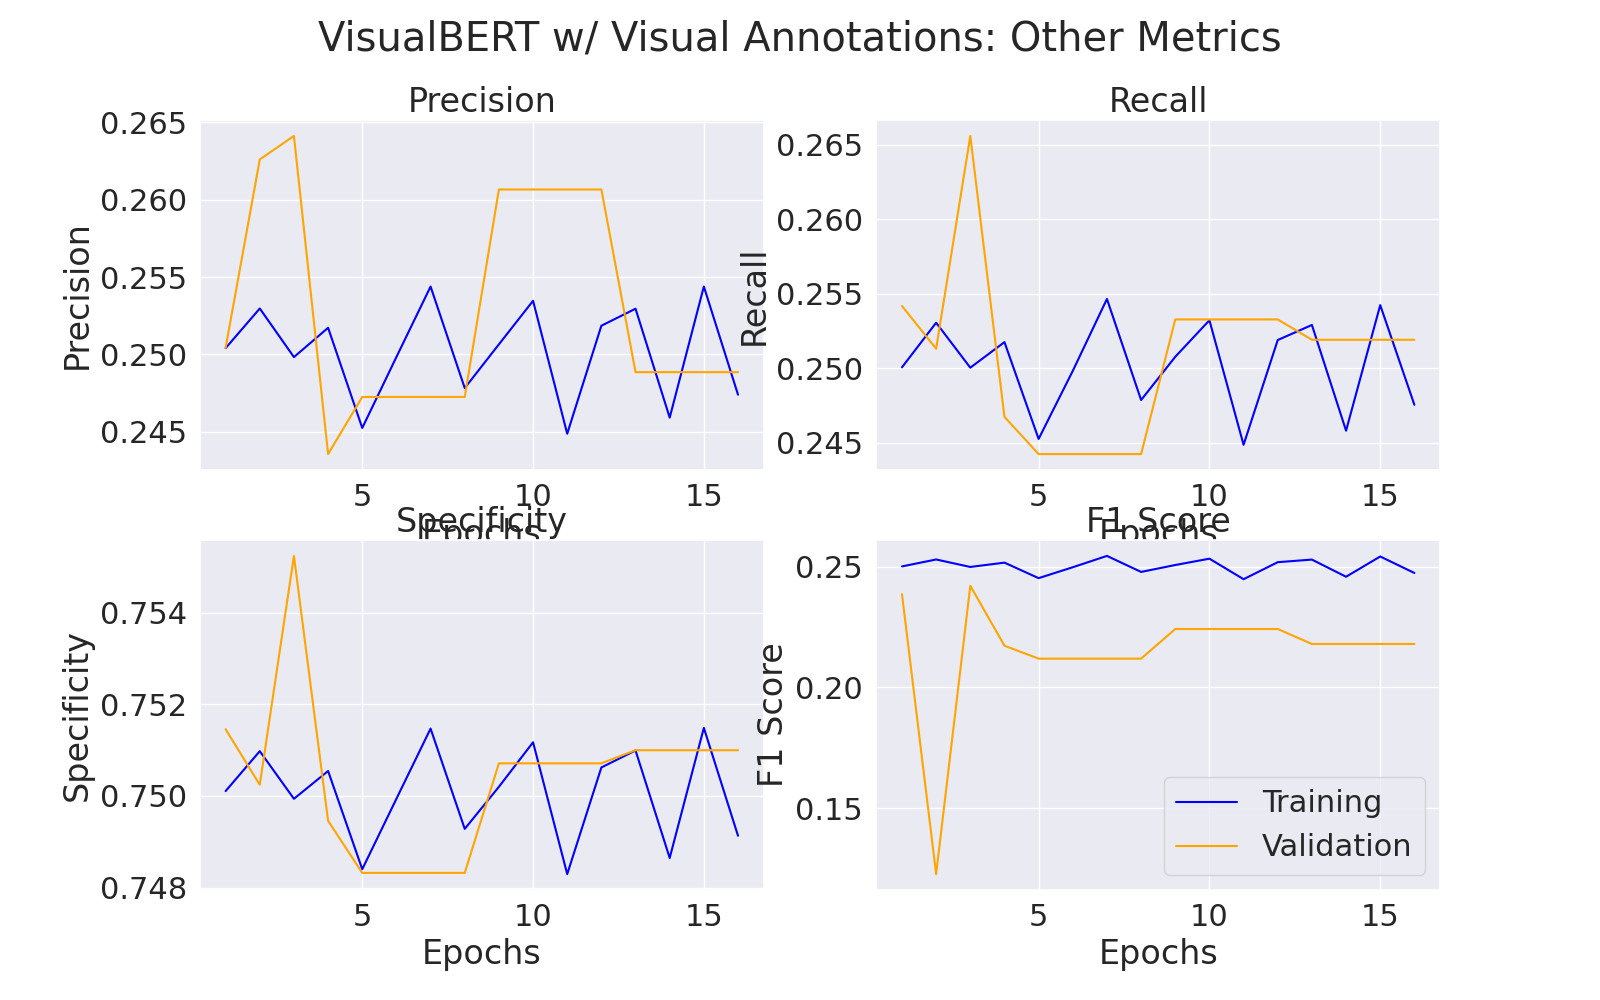 VisualBERT w/ Visual Annotations: Other Metrics
Precision
Precision
0.265
0.260
0.255
0.250
0.245
5 10 15
Epochs
Recall
Recall
0.265
0.260
0.255
0.250
0.245
5 10 15
Epochs
Specificity
Specificity
0.754
0.752
0.750
0.748
5 10 15
Epochs
F1 Score
F1 Score
0.25
0.20
0.15
5 10 15
Epochs
Training
Validation